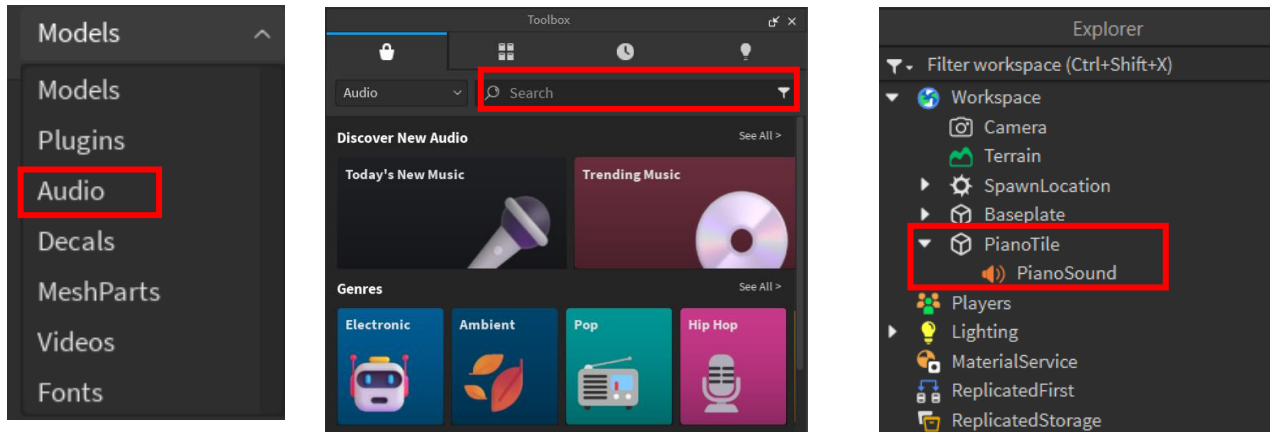 Models
Models
Plugins
Audio
Decals
MeshParts
Videos
Fonts
Toolbox
Audio
Search
Discover New Audio
See All >
Today's New Music
Trending Music
Genres
See All >
Electronic
Ambient
Pop
Hip Hop
Explorer
Filter workspace (Ctrl+Shift+X)
Workspace
Camera
Terrain
SpawnLocation
Baseplate
PianoTile
PianoSound
Players
Lighting
MaterialService
ReplicatedFirst
ReplicatedStorage